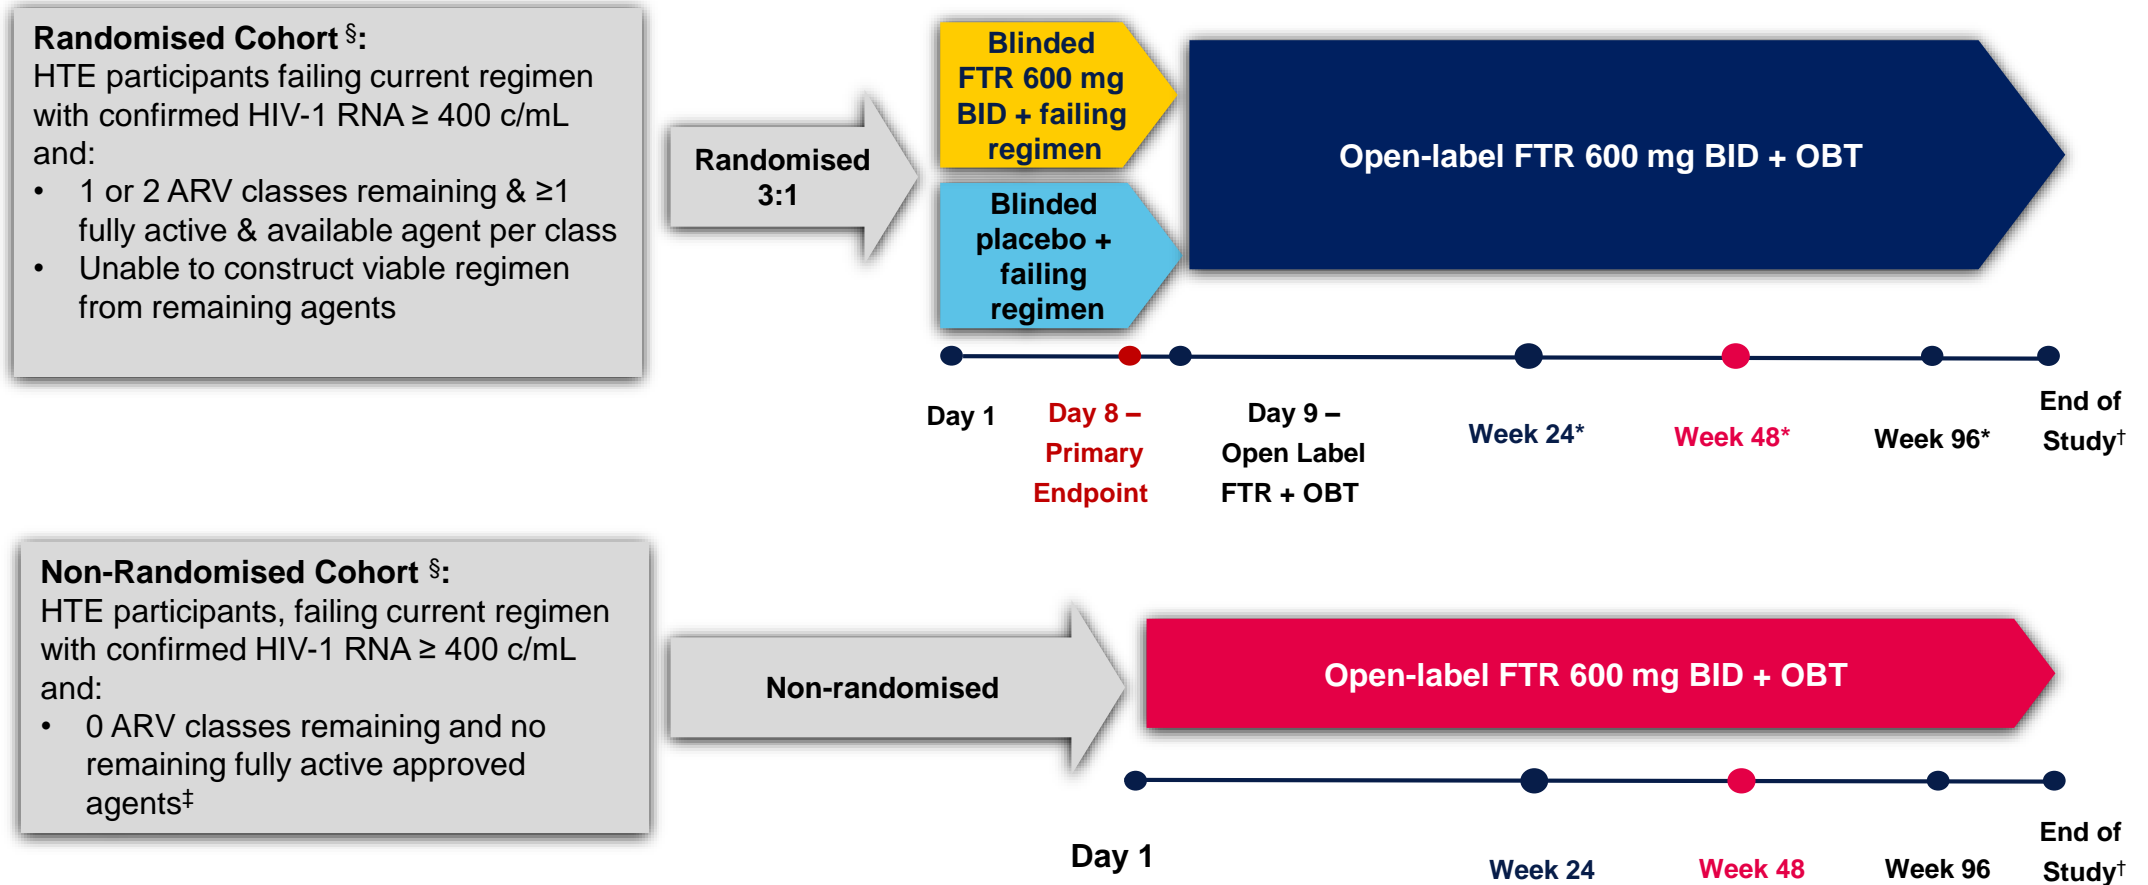 Randomised Cohort §:
HTE participants failing current regimen
with confirmed HIV-1 RNA ≥ 400 c/mL
and:
• 1 or 2 ARV classes remaining & ≥1
fully active & available agent per class
• Unable to construct viable regimen
from remaining agents
Randomised
3:1
Blinded
FTR 600 mg
BID + failing
regimen
Blinded
placebo +
failing
regimen
Open-label FTR 600 mg BID + OBT
Day 1
Day 8 –
Primary
Endpoint
Day 9 –
Open Label
FTR + OBT
Week 24*
Week 48*
Week 96*
End of
Study†
Non-Randomised Cohort §:
HTE participants, failing current regimen
with confirmed HIV-1 RNA ≥ 400 c/mL
and:
• 0 ARV classes remaining and no
remaining fully active approved
agents‡
Non-randomised
Open-label FTR 600 mg BID + OBT
Day 1
Week 24
Week 48
Week 96
End of
Study†